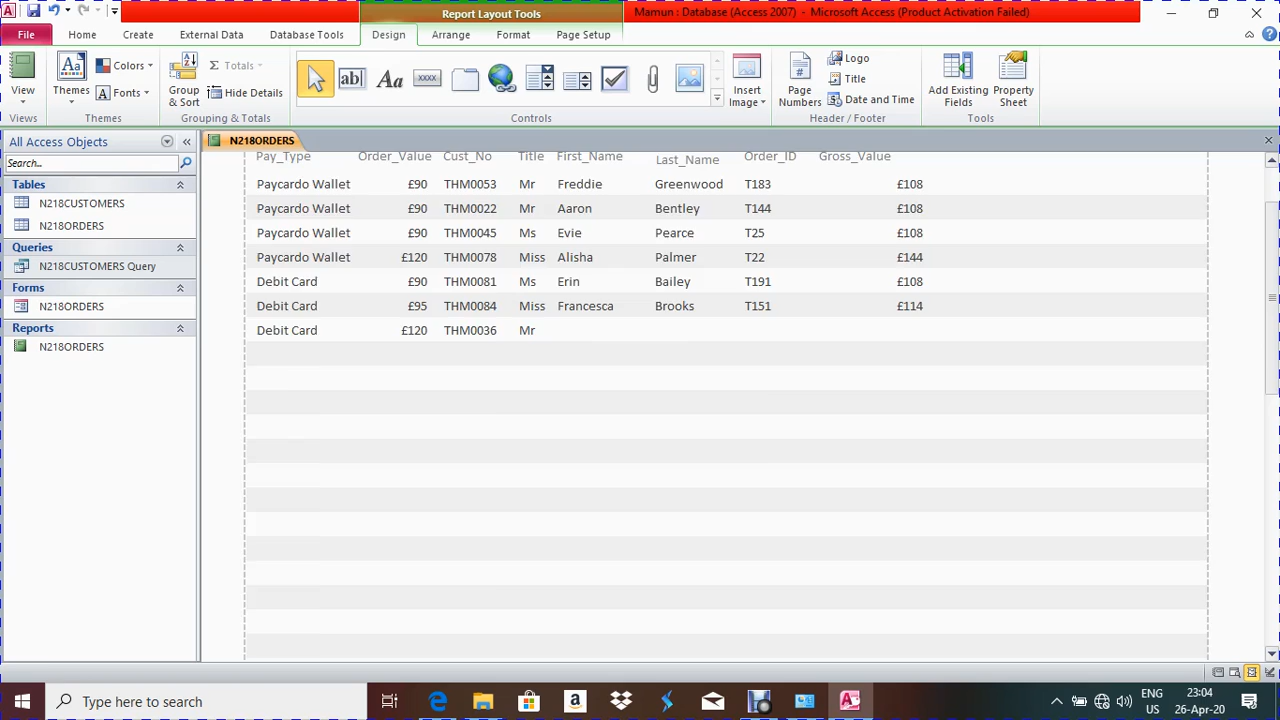 Report Layout Tools
Mamun : Database (Access 2007) - Microsoft Access (Product Activation Failed)
File Home Create External Data Database Tools Design Arrange Format Page Setup
View
Views
Themes
Colors
Fonts
Themes
Group & Sort
Totals
Hide Details
Grouping & Totals
ab|
Aa
xxxx
Controls
Insert Image
Page Numbers
Logo
Title
Date and Time
Header / Footer
Add Existing Fields
Property Sheet
Tools
All Access Objects
Search...
Tables
N218CUSTOMERS
N218ORDERS
Queries
N218CUSTOMERS Query
Forms
N218ORDERS
Reports
N218ORDERS
N218ORDERS
Pay_Type Order_Value Cust_No Title First_Name Last_Name Order_ID Gross_Value
Paycardo Wallet £90 THM0053 Mr Freddie Greenwood T183 £108
Paycardo Wallet £90 THM0022 Mr Aaron Bentley T144 £108
Paycardo Wallet £90 THM0045 Ms Evie Pearce T25 £108
Paycardo Wallet £120 THM0078 Miss Alisha Palmer T22 £144
Debit Card £90 THM0081 Ms Erin Bailey T191 £108
Debit Card £95 THM0084 Miss Francesca Brooks T151 £114
Debit Card £120 THM0036 Mr
Type here to search
ENG
US
23:04
26-Apr-20